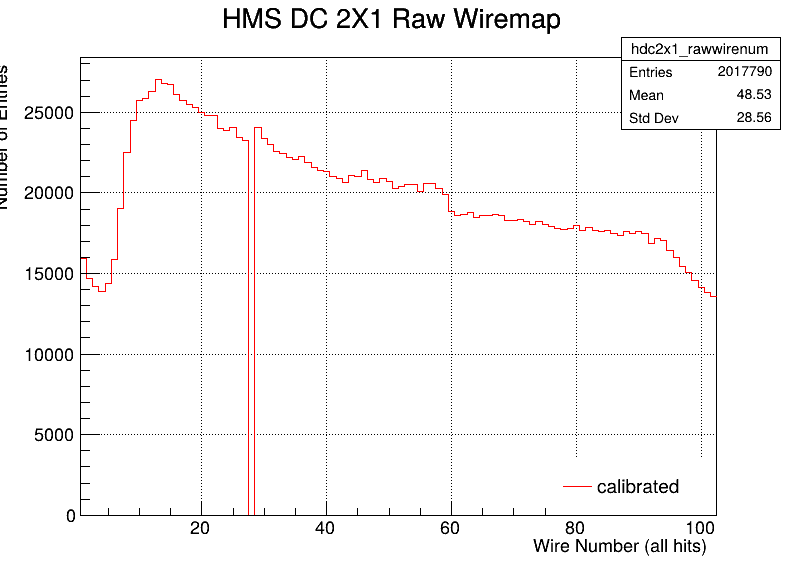 HMS DC 2X1 Raw Wiremap
hdc2x1_rawwirenum
Entries 2017790
Mean 48.53
Std Dev 28.56
Number of Entries
25000
20000
15000
10000
5000
0
calibrated
20 40 60 80 100
Wire Number (all hits)